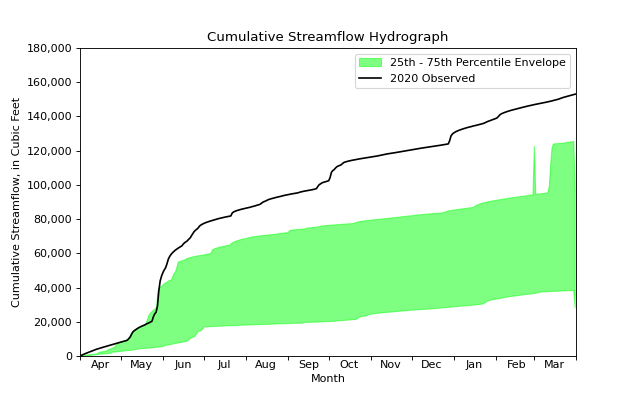 Cumulative Streamflow Hydrograph
180,000
160,000
140,000
120,000
100,000
80,000
60,000
40,000
20,000
0
Cumulative Streamflow, in Cubic Feet
25th - 75th Percentile Envelope
2020 Observed
Apr May Jun Jul Aug Sep Oct Nov Dec Jan Feb Mar
Month